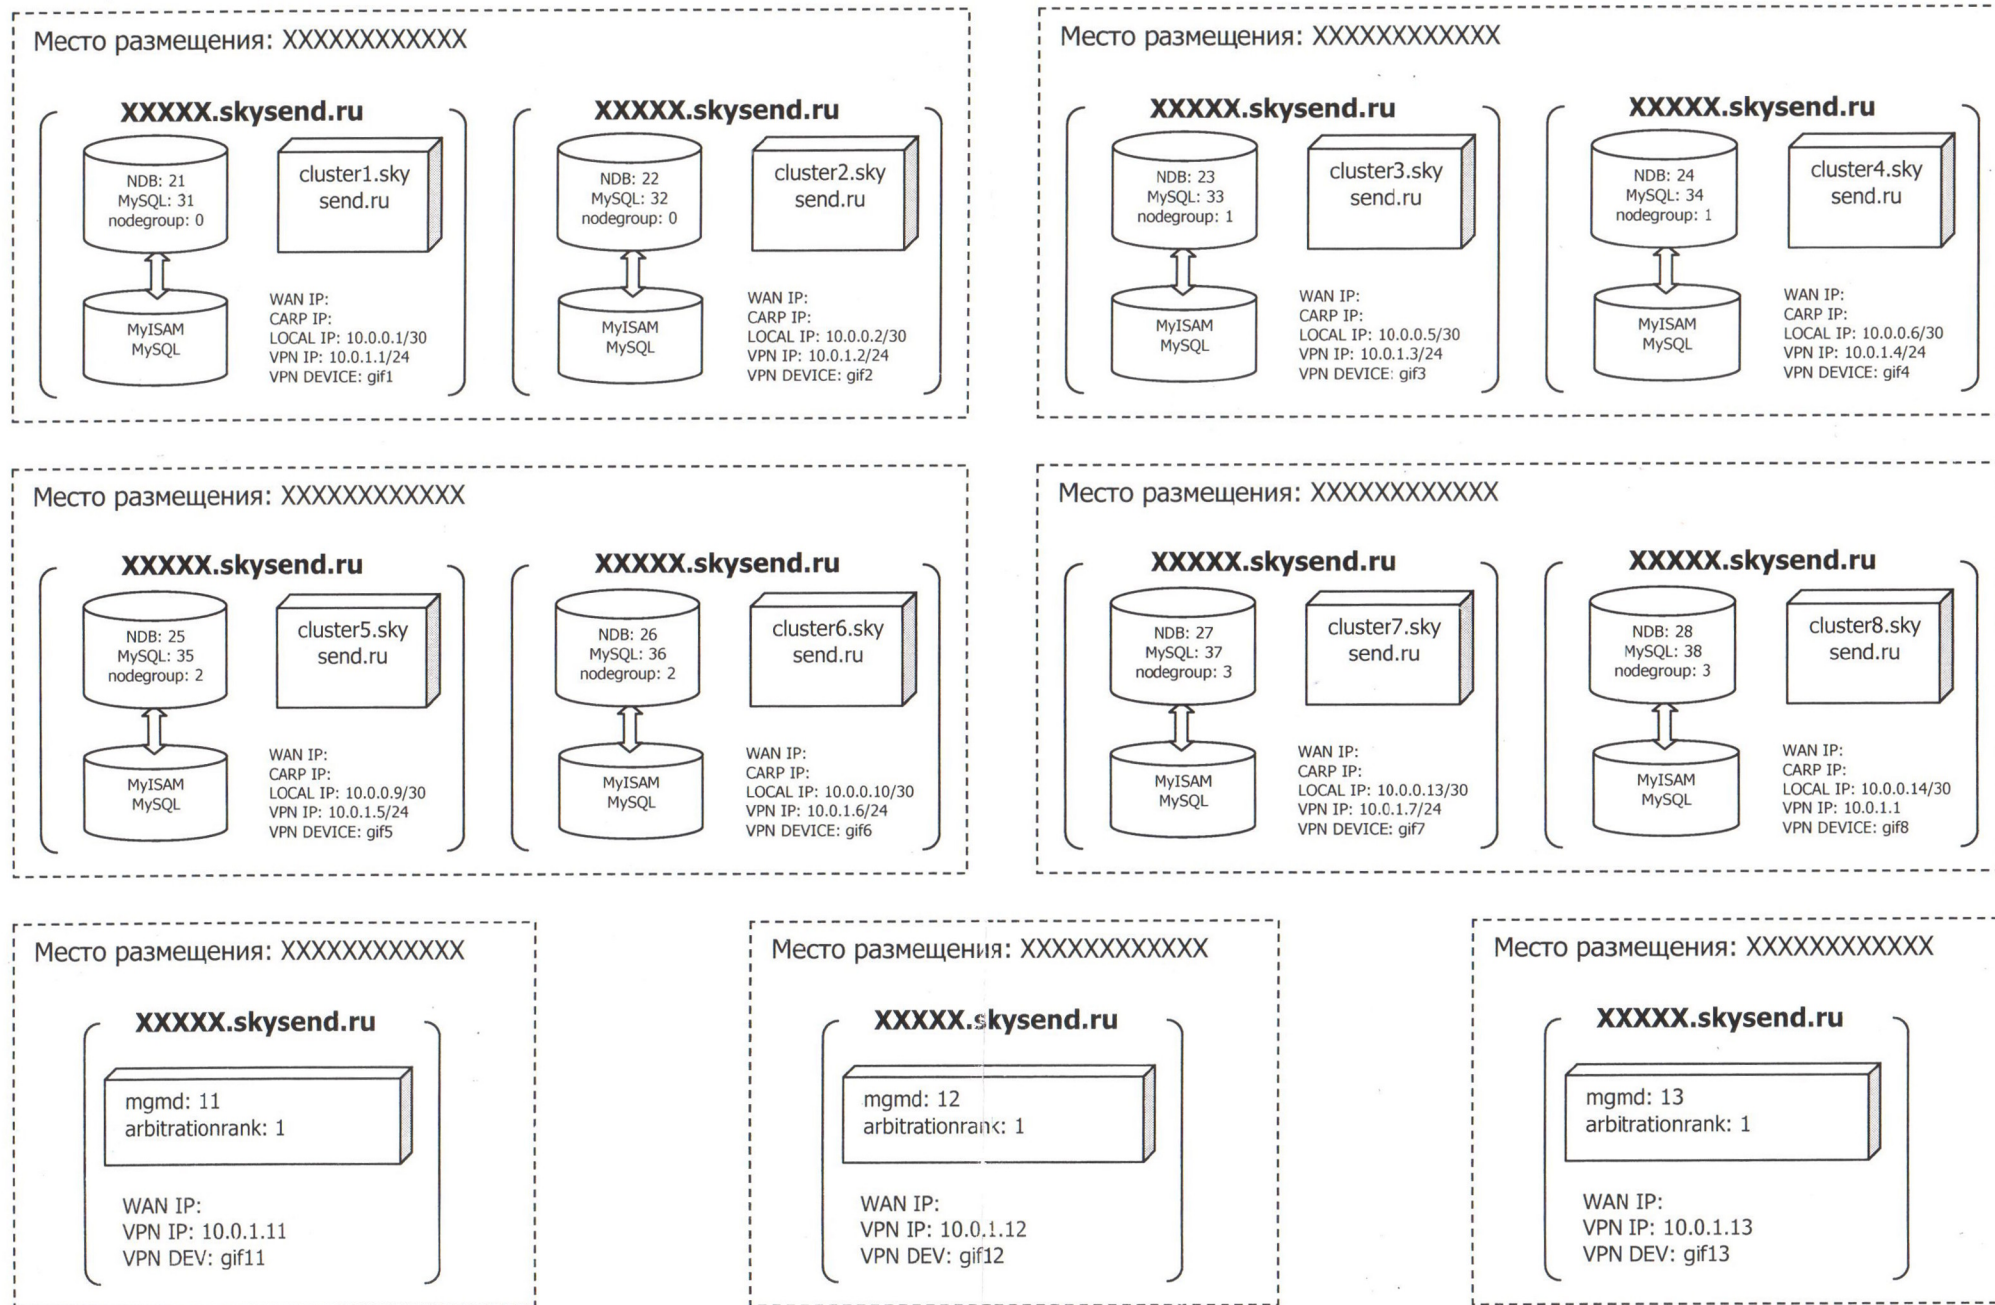 Место размещения: XXXXXXXXXXXX
XXXXX.skysend.ru
NDB: 21
MySQL: 31
nodegroup: 0
cluster1.sky
send.ru
MyISAM
MySQL
WAN IP:
CARP IP:
LOCAL IP: 10.0.0.1/30
VPN IP: 10.0.1.1/24
VPN DEVICE: gif1
XXXXX.skysend.ru
NDB: 22
MySQL: 32
nodegroup: 0
cluster2.sky
send.ru
MyISAM
MySQL
WAN IP:
CARP IP:
LOCAL IP: 10.0.0.2/30
VPN IP: 10.0.1.2/24
VPN DEVICE: gif2
Место размещения: XXXXXXXXXXXX
XXXXX.skysend.ru
NDB: 23
MySQL: 33
nodegroup: 1
cluster3.sky
send.ru
MyISAM
MySQL
WAN IP:
CARP IP:
LOCAL IP: 10.0.0.5/30
VPN IP: 10.0.1.3/24
VPN DEVICE: gif3
XXXXX.skysend.ru
NDB: 24
MySQL: 34
nodegroup: 1
cluster4.sky
send.ru
MyISAM
MySQL
WAN IP:
CARP IP:
LOCAL IP: 10.0.0.6/30
VPN IP: 10.0.1.4/24
VPN DEVICE: gif4
Место размещения: XXXXXXXXXXXX
XXXXX.skysend.ru
NDB: 25
MySQL: 35
nodegroup: 2
cluster5.sky
send.ru
MyISAM
MySQL
WAN IP:
CARP IP:
LOCAL IP: 10.0.0.9/30
VPN IP: 10.0.1.5/24
VPN DEVICE: gif5
XXXXX.skysend.ru
NDB: 26
MySQL: 36
nodegroup: 2
cluster6.sky
send.ru
MyISAM
MySQL
WAN IP:
CARP IP:
LOCAL IP: 10.0.0.10/30
VPN IP: 10.0.1.6/24
VPN DEVICE: gif6
Место размещения: XXXXXXXXXXXX
XXXXX.skysend.ru
NDB: 27
MySQL: 37
nodegroup: 3
cluster7.sky
send.ru
MyISAM
MySQL
WAN IP:
CARP IP:
LOCAL IP: 10.0.0.13/30
VPN IP: 10.0.1.7/24
VPN DEVICE: gif7
XXXXX.skysend.ru
NDB: 28
MySQL: 38
nodegroup: 3
cluster8.sky
send.ru
MyISAM
MySQL
WAN IP:
CARP IP:
LOCAL IP: 10.0.0.14/30
VPN IP: 10.0.1.1
VPN DEVICE: gif8
Место размещения: XXXXXXXXXXXX
XXXXX.skysend.ru
mgmd: 11
arbitrationrank: 1
WAN IP:
VPN IP: 10.0.1.11
VPN DEV: gif11
Место размещения: XXXXXXXXXXXX
XXXXX.skysend.ru
mgmd: 12
arbitrationrank: 1
WAN IP:
VPN IP: 10.0.1.12
VPN DEV: gif12
Место размещения: XXXXXXXXXXXX
XXXXX.skysend.ru
mgmd: 13
arbitrationrank: 1
WAN IP:
VPN IP: 10.0.1.13
VPN DEV: gif13